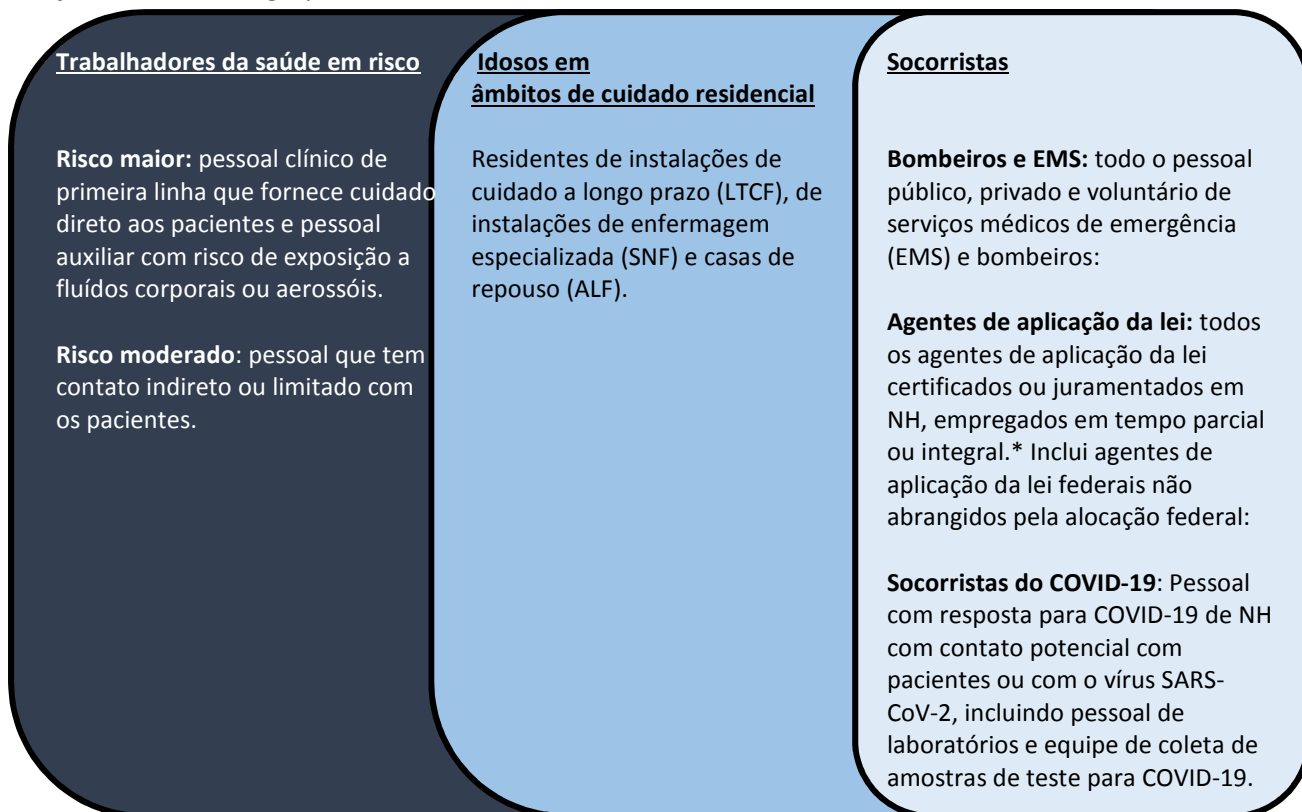 Trabalhadores da saúde em risco
Risco maior: pessoal clínico de
primeira linha que fornece cuidado
direto aos pacientes e pessoal
auxiliar com risco de exposição a
fluídos corporais ou aerossóis.
Risco moderado: pessoal que tem
contato indireto ou limitado com
os pacientes.
Idosos em
âmbitos de cuidado residencial
Residentes de instalações de
cuidado a longo prazo (LTCF), de
instalações de enfermagem
especializada (SNF) e casas de
repouso (ALF).
Socorristas
Bombeiros e EMS: todo o pessoal
público, privado e voluntário de
serviços médicos de emergência
(EMS) e bombeiros:
Agentes de aplicação da lei: todos
os agentes de aplicação da lei
certificados ou juramentados em
NH, empregados em tempo parcial
ou integral.* Inclui agentes de
aplicação da lei federais não
abrangidos pela alocação federal:
Socorristas do COVID-19: Pessoal
com resposta para COVID-19 de NH
com contato potencial com
pacientes ou com o vírus SARS-
CoV-2, incluindo pessoal de
laboratórios e equipe de coleta de
amostras de teste para COVID-19.